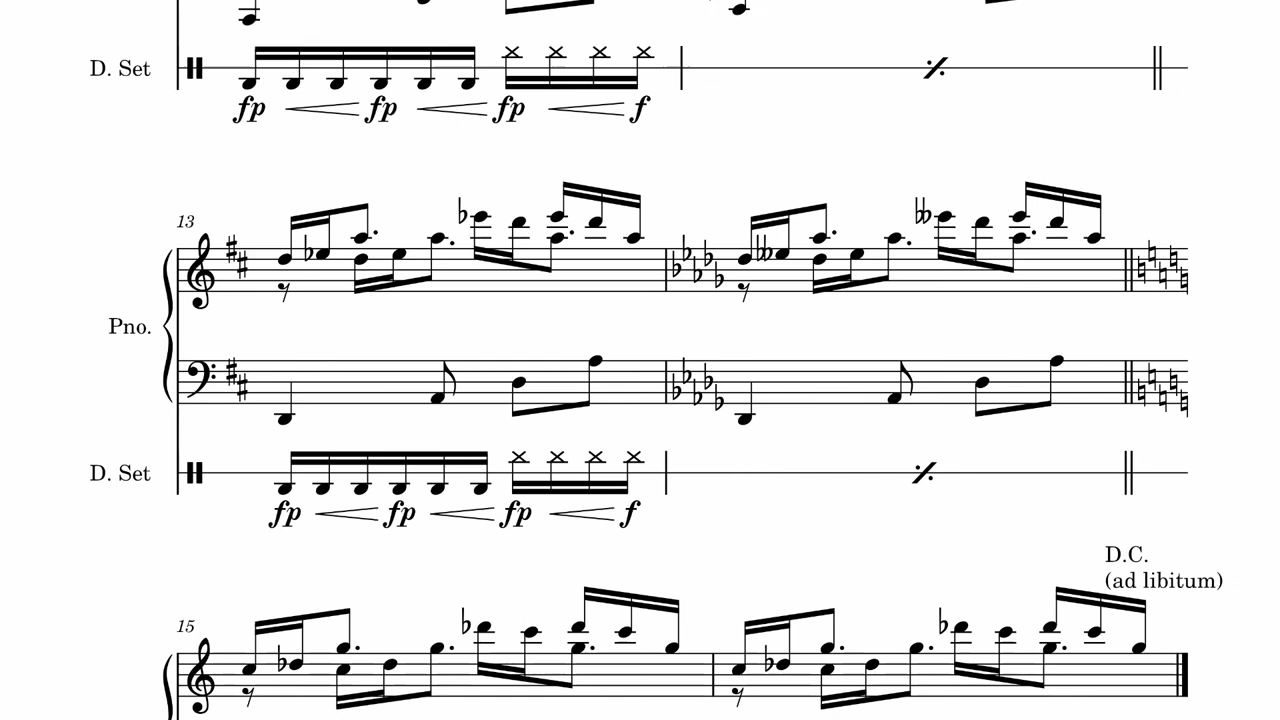 D. Set
fp fp fp f
13
Pno.
D. Set
fp fp fp f
D.C.
(ad libitum)
15